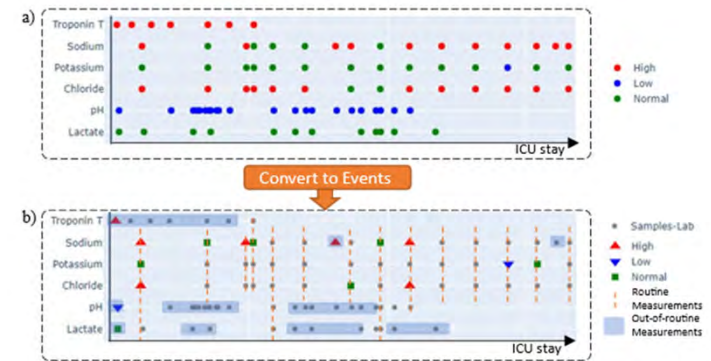 a)
Troponin T
Sodium
Potassium
Chloride
pH
Lactate
High
Low
Normal
ICU stay
Convert to Events
b)
Troponin T
Sodium
Potassium
Chloride
pH
Lactate
Samples-Lab
High
Low
Normal
Routine
Measurements
Out-of-routine
Measurements
ICU stay